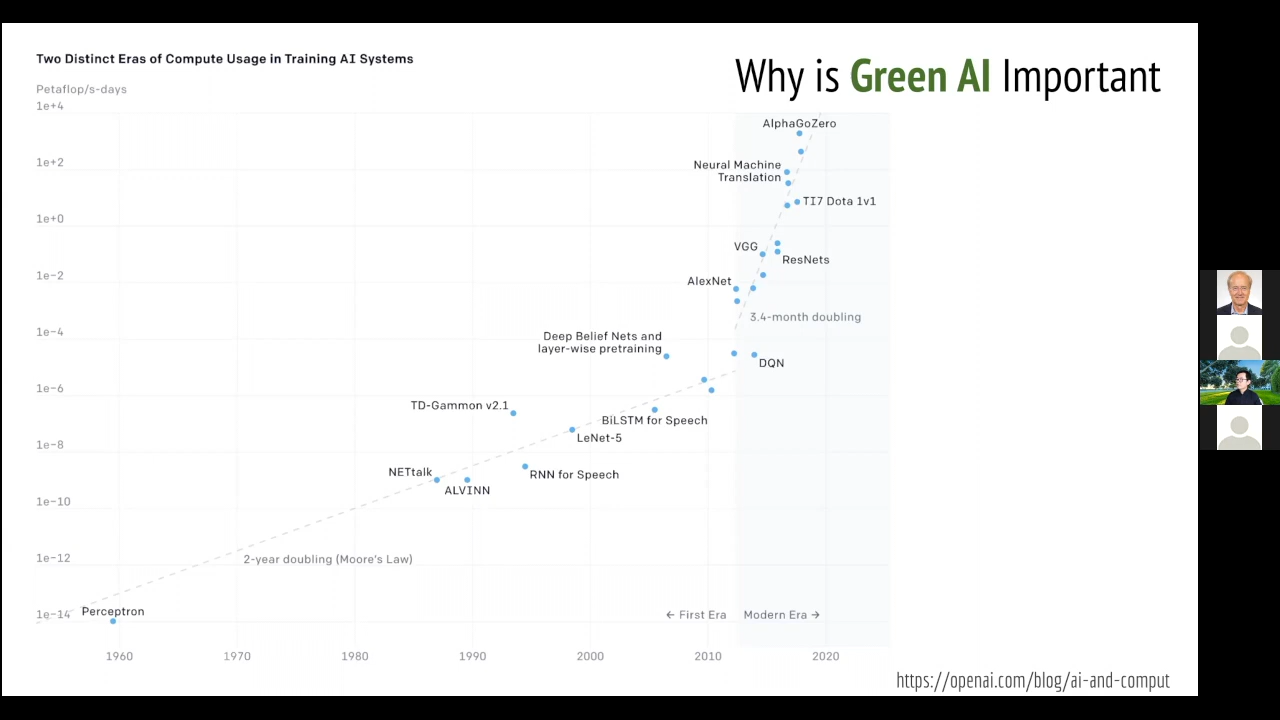 Two Distinct Eras of Compute Usage in Training AI Systems
Why is Green AI Important
Petaflop/s-days
1e+4
1e+2
1e+0
1e−2
1e−4
1e−6
1e−8
1e−10
1e−12
1e−14
AlphaGoZero
Neural Machine
Translation
TI7 Dota 1v1
VGG
ResNets
AlexNet
3.4-month doubling
Deep Belief Nets and
layer-wise pretraining
DQN
TD-Gammon v2.1
BiLSTM for Speech
LeNet-5
NETtalk
RNN for Speech
ALVINN
2-year doubling (Moore's Law)
Perceptron
← First Era
Modern Era →
1960
1970
1980
1990
2000
2010
2020
https://openai.com/blog/ai-and-comput